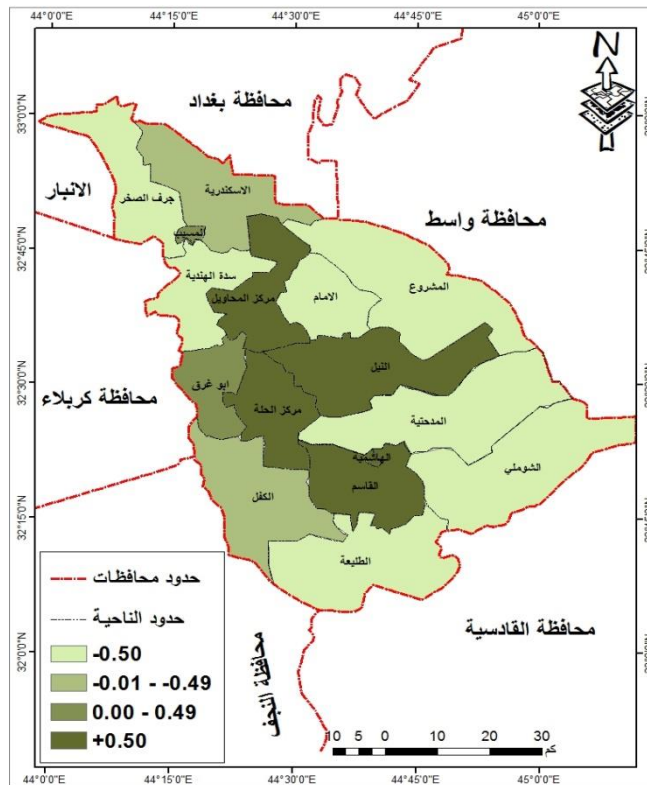 44°0'0"E 44°15'0"E 44°30'0"E 44°45'0"E 45°0'0"E
N
محافظة بغداد
33°0'0"N
الانبار
جرف الصخر
الاسكندرية
محافظة واسط
المسيب
32°45'0"N
سدة الهندية
مركز المحاويل
الامام
المشروع
النيل
32°30'0"N
ابو غرق
محافظة كربلاء
مركز الحلة
المدحتية
الهاشمية
الشوملي
القاسم
الكفل
32°15'0"N
الطليعة
حدود محافظات
حدود الناحية
محافظة القادسية
محافظة النجف
32°0'0"N
-0.50
-0.01 - -0.49
0.00 - 0.49
+0.50
10 5 0 10 20 30
كم
44°0'0"E 44°15'0"E 44°30'0"E 44°45'0"E 45°0'0"E